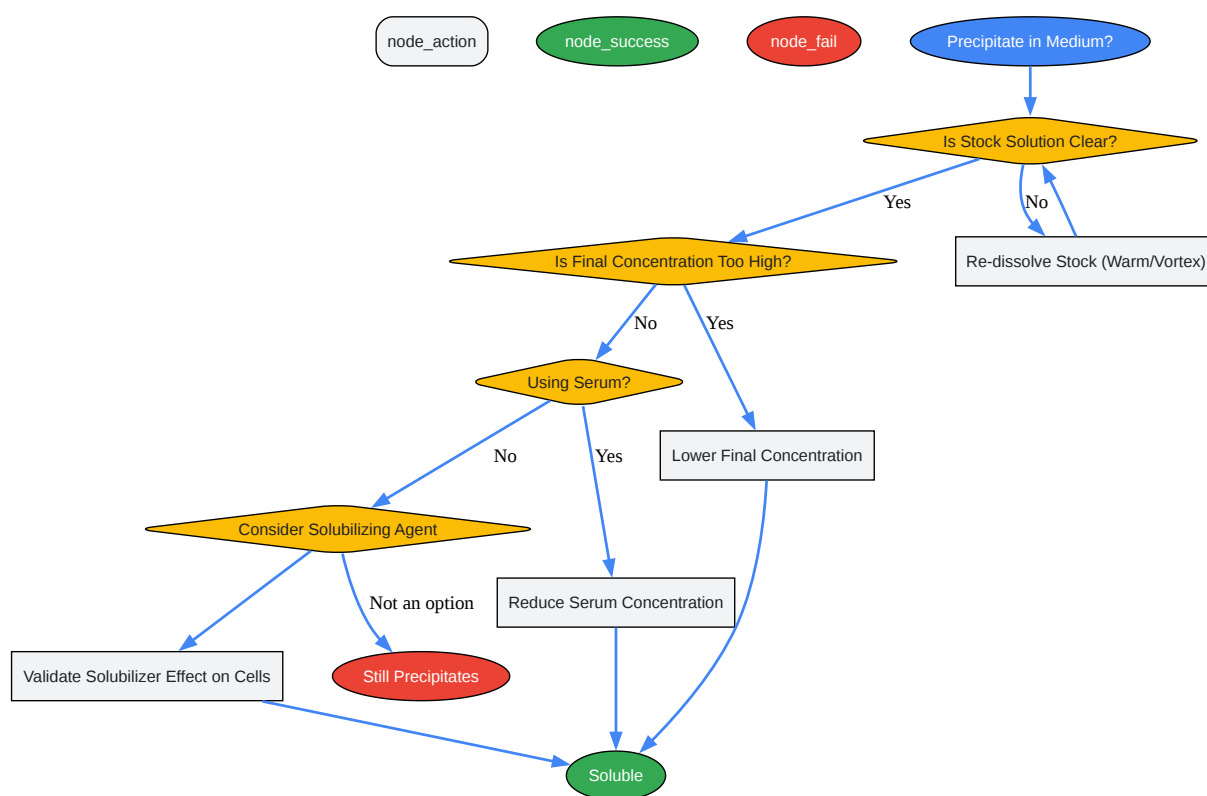 node_action
node_success
node_fail
Precipitate in Medium?
Is Stock Solution Clear?
Yes
No
Is Final Concentration Too High?
Re-dissolve Stock (Warm/Vortex)
No
Yes
Using Serum?
No
Yes
Lower Final Concentration
Consider Solubilizing Agent
Not an option
Reduce Serum Concentration
Validate Solubilizer Effect on Cells
Still Precipitates
Soluble